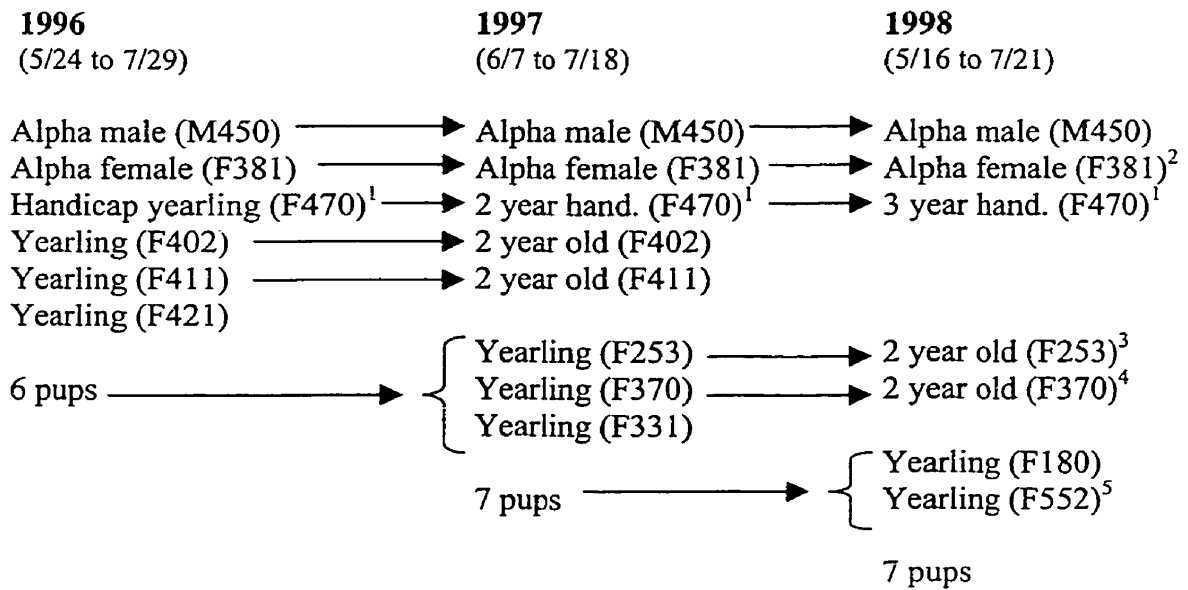 1996 1997 1998
(5/24 to 7/29) (6/7 to 7/18) (5/16 to 7/21)
Alpha male (M450) Alpha male (M450) Alpha male (M450)
Alpha female (F381) Alpha female (F381) Alpha female (F381)²
Handicap yearling (F470)¹ 2 year hand. (F470)¹ 3 year hand. (F470)¹
Yearling (F402) 2 year old (F402)
Yearling (F411) 2 year old (F411)
Yearling (F421)
Yearling (F253) 2 year old (F253)³
6 pups Yearling (F370) 2 year old (F370)⁴
Yearling (F331)
Yearling (F180)
7 pups Yearling (F552)⁵
7 pups